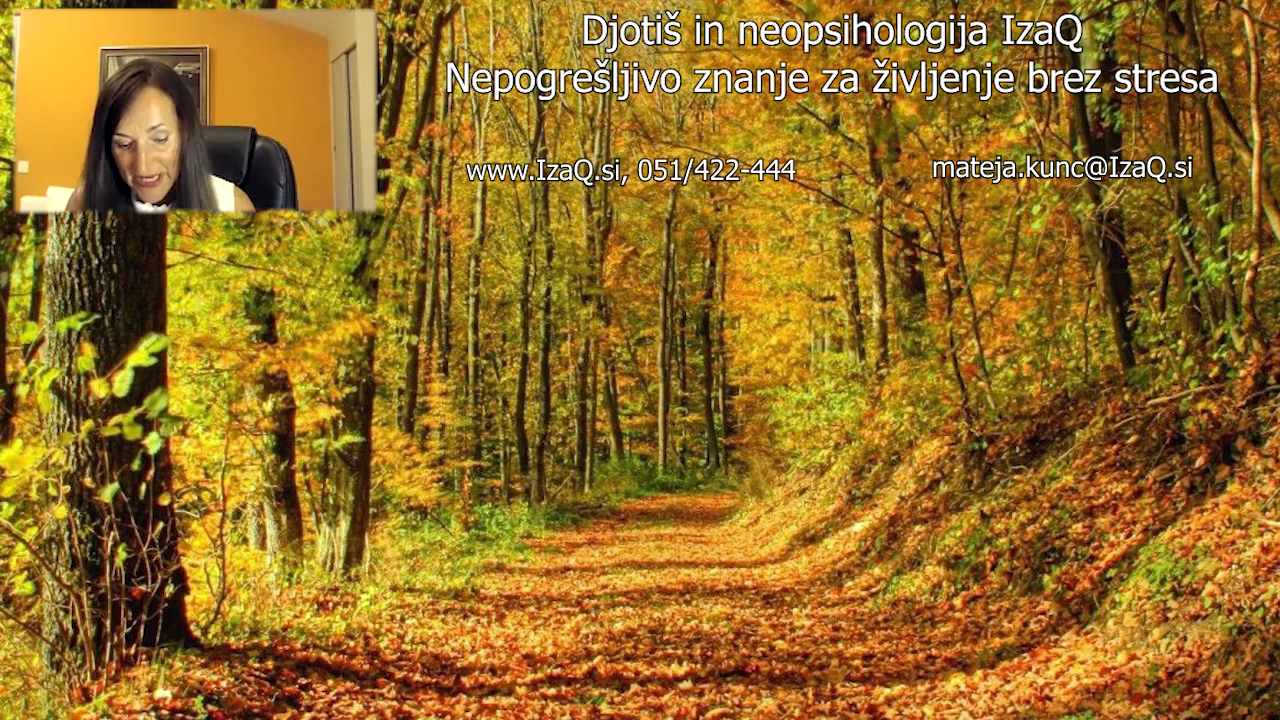 Djotiš in neopsihologija IzaQ
Nepogrešljivo znanje za življenje brez stresa
www.IzaQ.si, 051/422-444
mateja.kunc@IzaQ.si